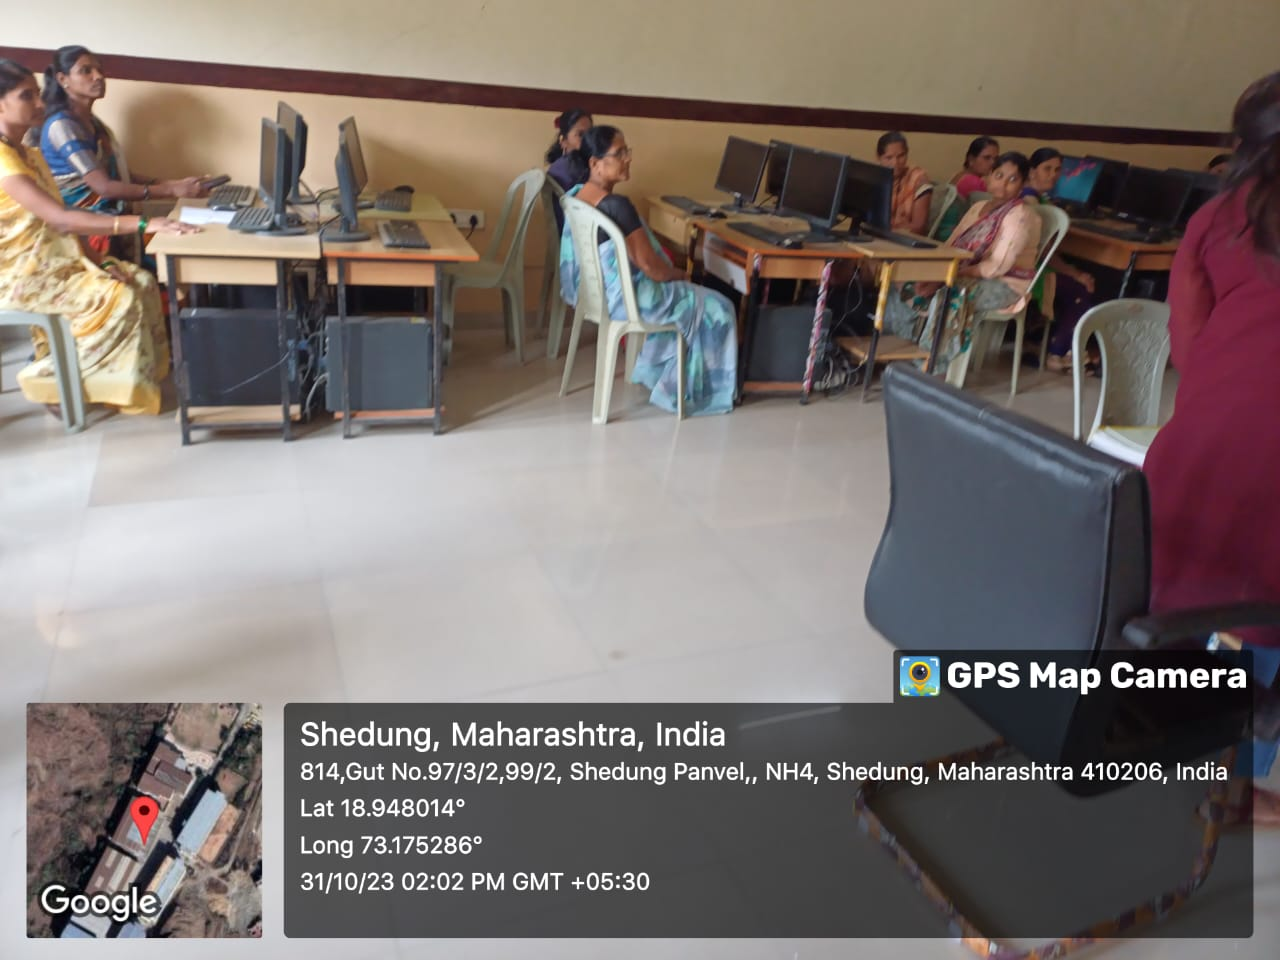 GPS Map Camera
Shedung, Maharashtra, India
814,Gut No.97/3/2,99/2, Shedung Panvel,, NH4, Shedung, Maharashtra 410206, India
Lat 18.948014°
Long 73.175286°
31/10/23 02:02 PM GMT +05:30
Google